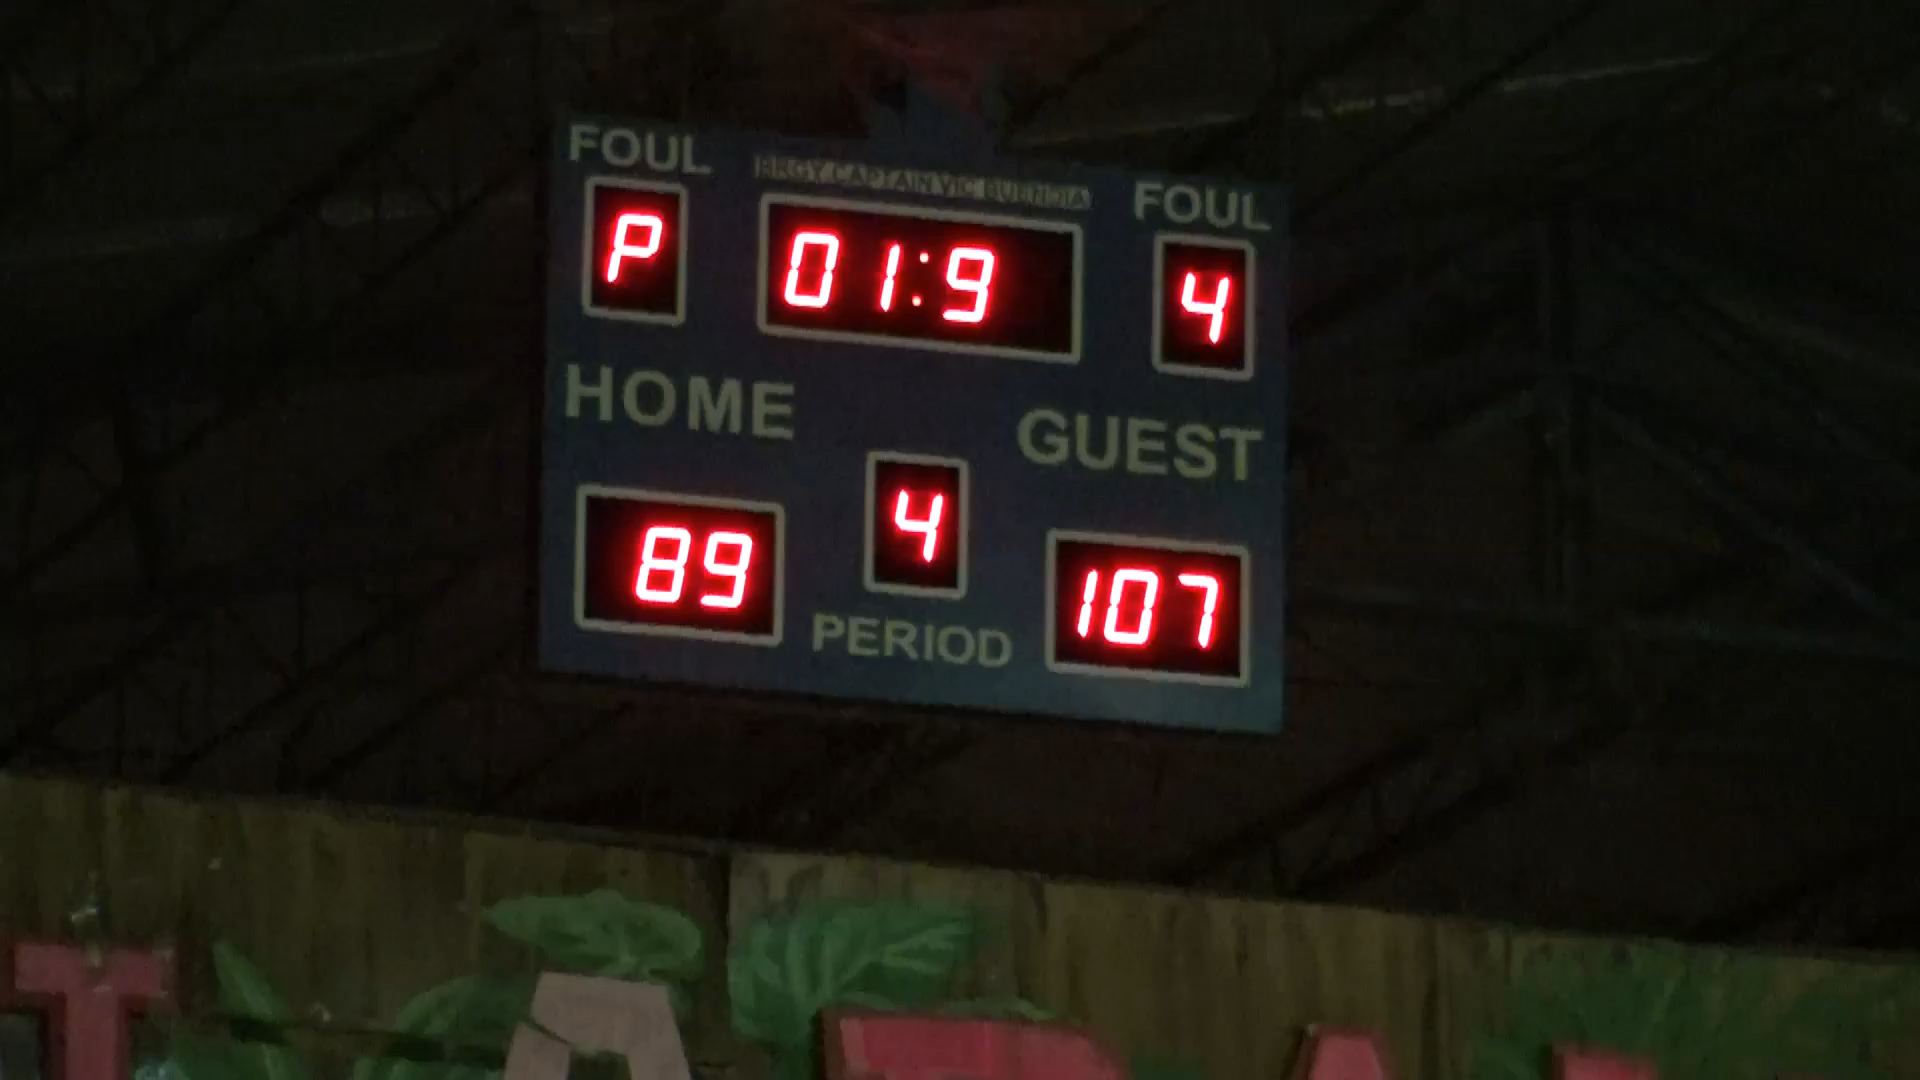 FOUL
BRGY CAPTAIN VIC BUENDIA
FOUL
P
01:9
4
HOME
GUEST
89
4
107
PERIOD